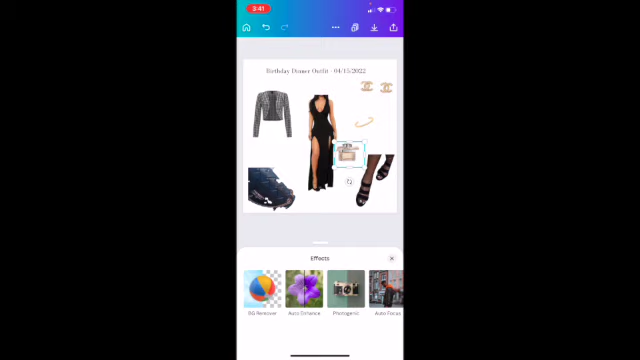 3:41
Birthday Dinner Outfit - 04/15/2022
Effects
BG Remover
Auto Enhance
Photogenic
Auto Focus